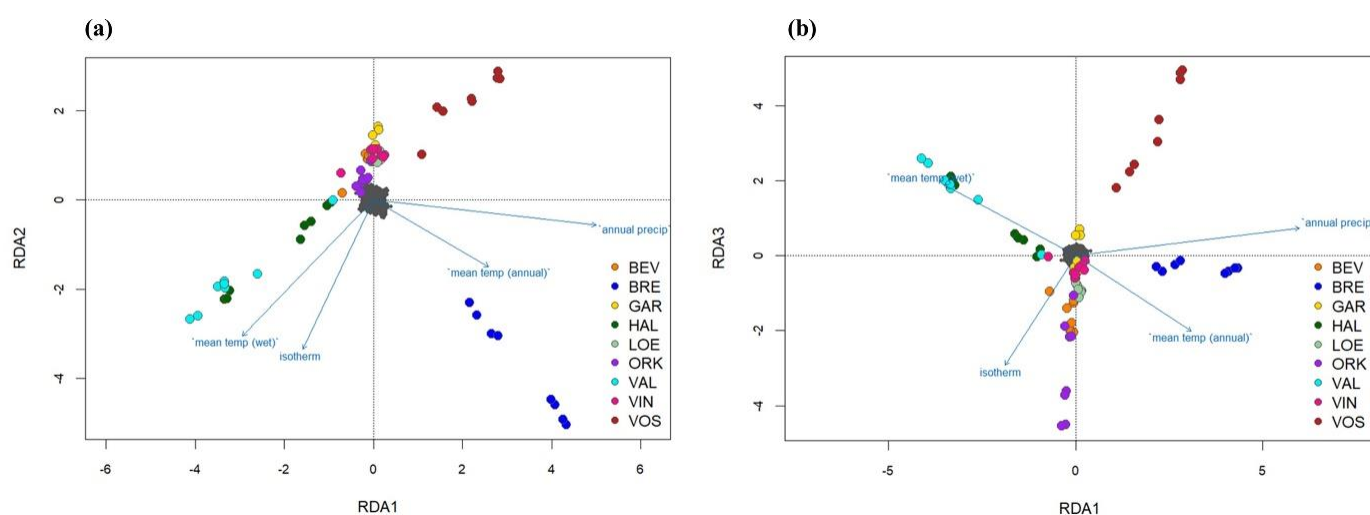 (a)
(b)
RDA2
2
0
-2
-4
-6
-4
-2
0
2
4
6
RDA1
`annual precip`
`mean temp (annual)`
`mean temp (wet)`
isotherm
BEV
BRE
GAR
HAL
LOE
ORK
VAL
VIN
VOS
RDA3
4
2
0
-2
-4
-5
0
5
RDA1
`mean temp (wet)`
`annual precip
`mean temp (annual)`
isotherm
BEV
BRE
GAR
HAL
LOE
ORK
VAL
VIN
VOS